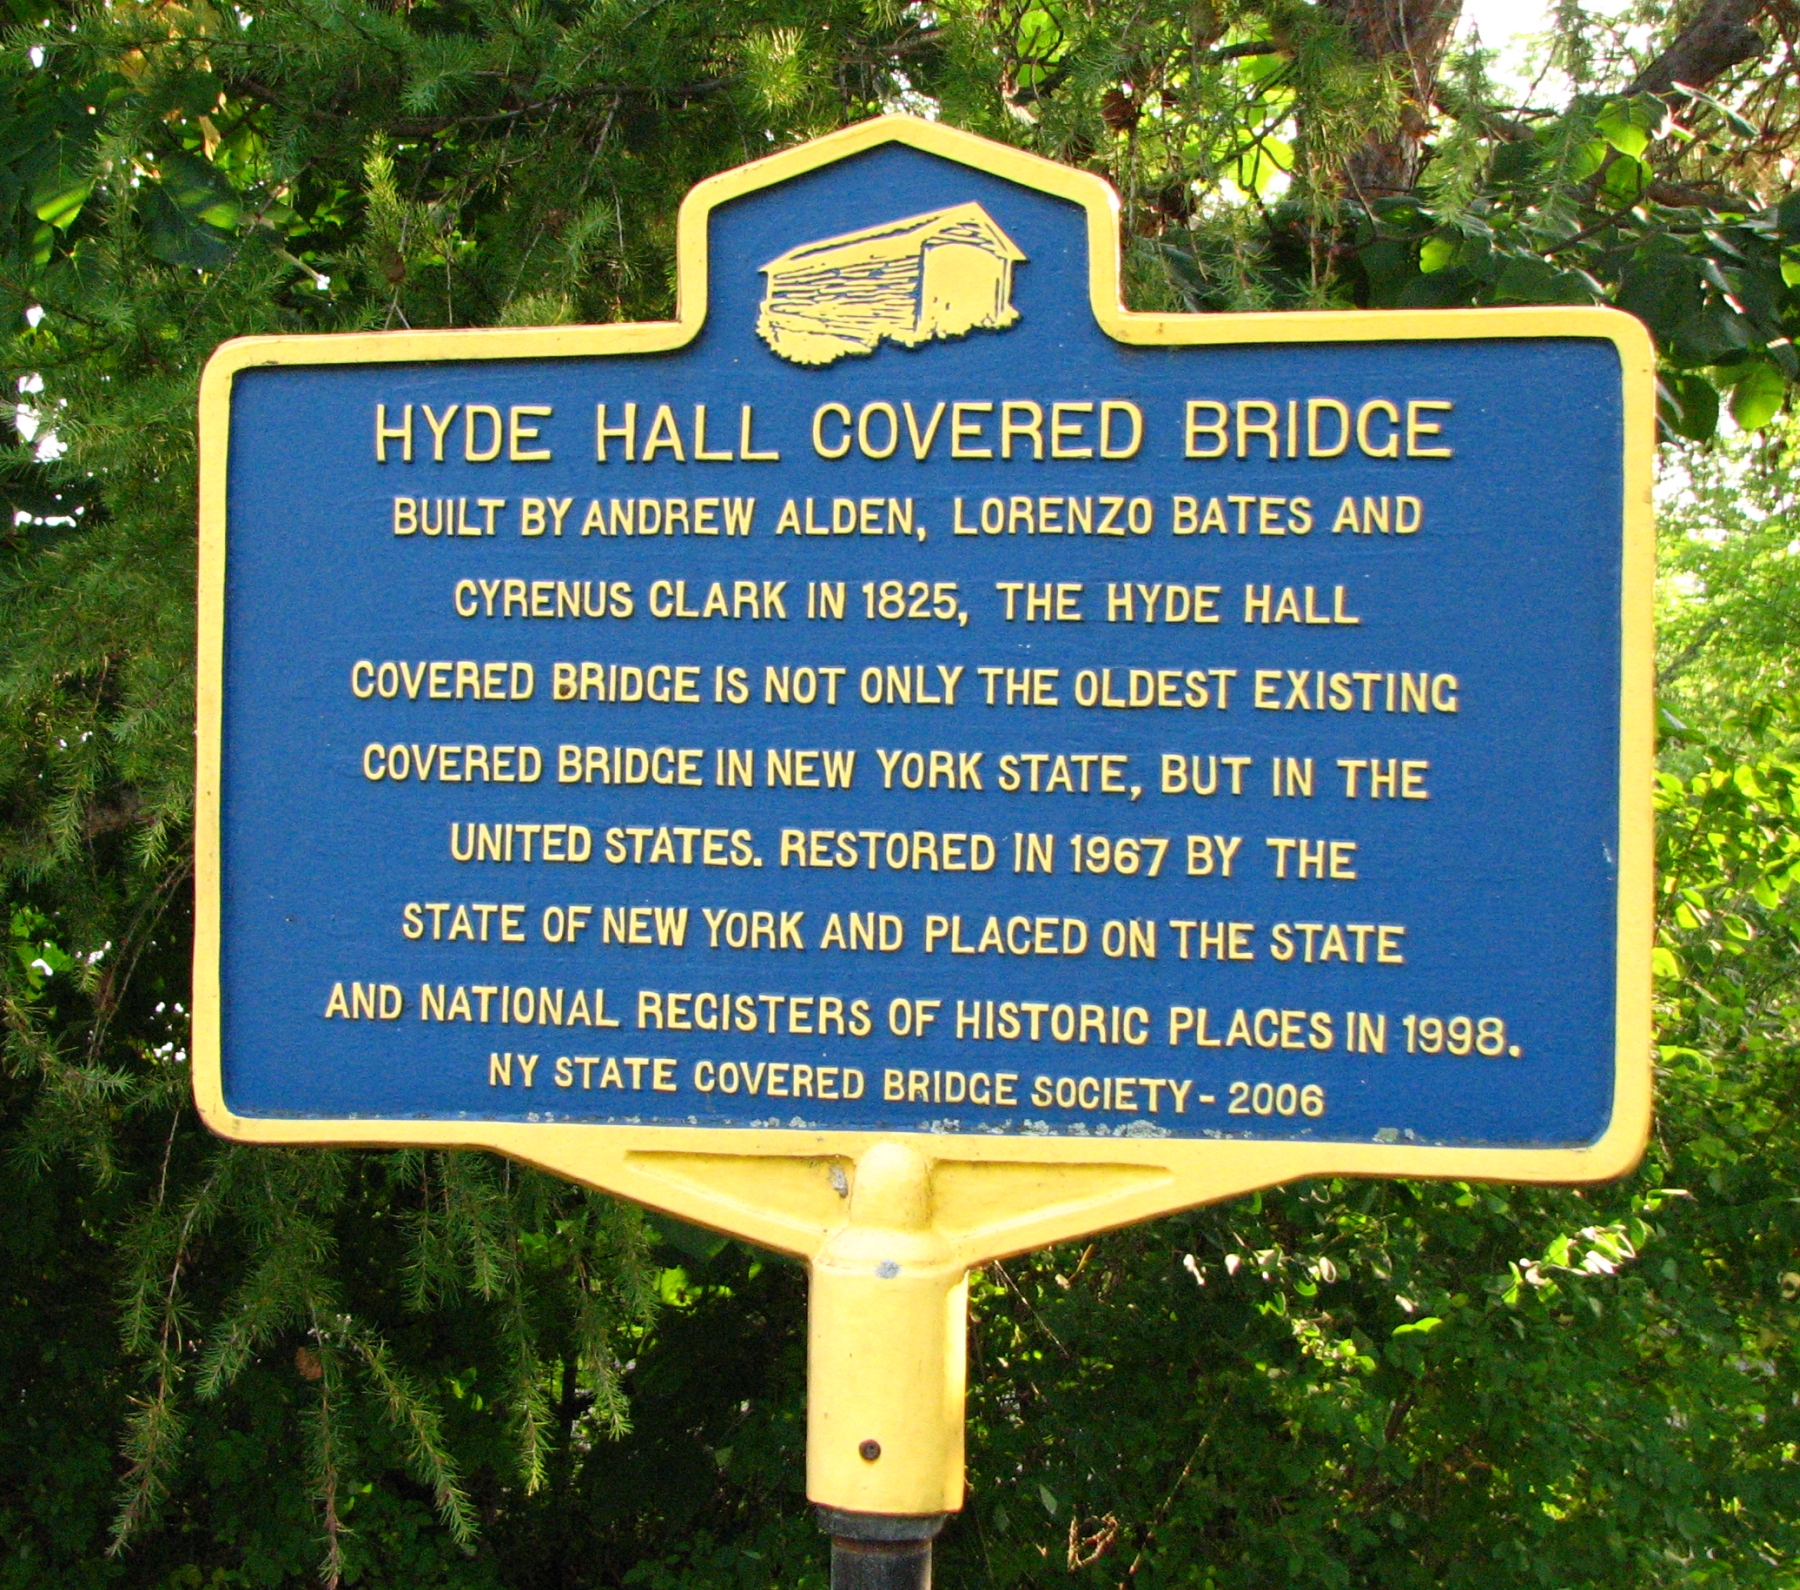 HYDE HALL COVERED BRIDGE
BUILT BY ANDREW ALDEN, LORENZO BATES AND
CYRENUS CLARK IN 1825, THE HYDE HALL
COVERED BRIDGE IS NOT ONLY THE OLDEST EXISTING
COVERED BRIDGE IN NEW YORK STATE, BUT IN THE
UNITED STATES. RESTORED IN 1967 BY THE
STATE OF NEW YORK AND PLACED ON THE STATE
AND NATIONAL REGISTERS OF HISTORIC PLACES IN 1998.
NY STATE COVERED BRIDGE SOCIETY - 2006